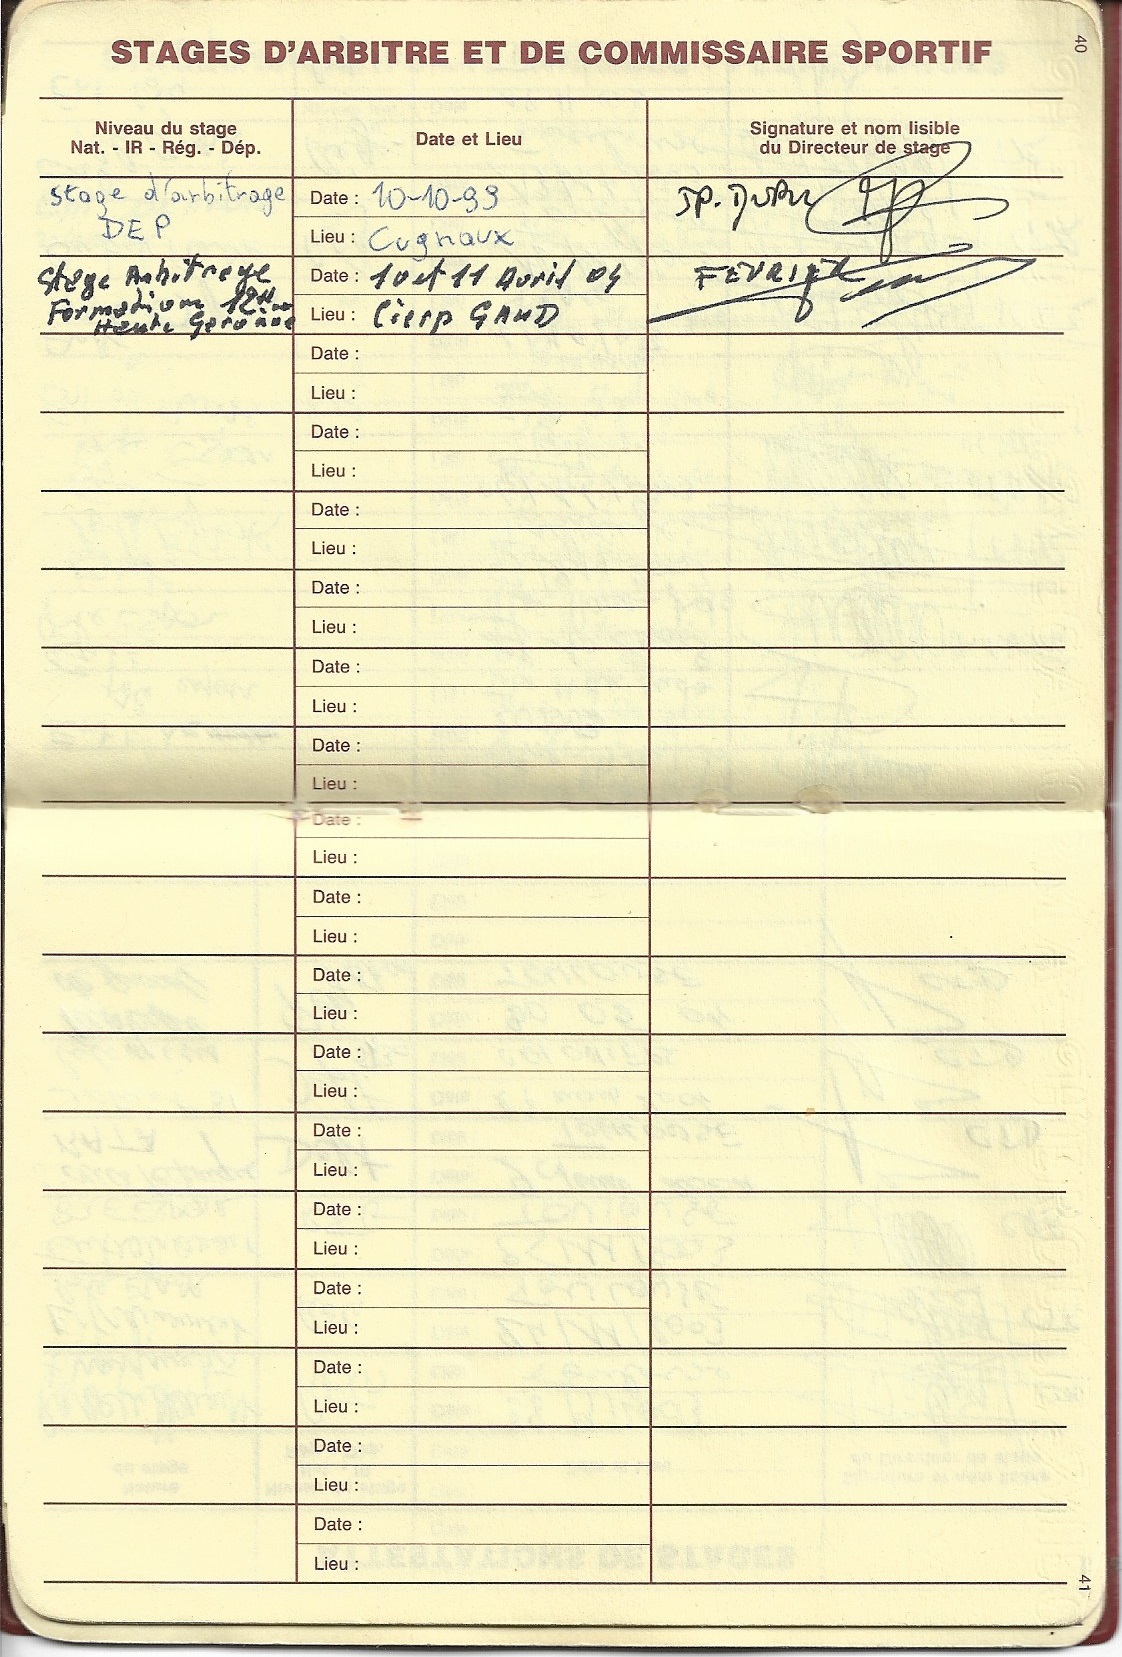 40
STAGES D'ARBITRE ET DE COMMISSAIRE SPORTIF
Niveau du stage
Nat. - IR - Rég. - Dép.
Date et Lieu
Signature et nom lisible
du Directeur de stage
stage d'arbitrage
DEP
Date : 10-10-99
Lieu : Cugnaux
JP.
Stage Arbitrage
Formation
Haute Garonne
Date : 10 et 11 Avril 04
Lieu : Cierp GAUD
FEVRIER
Date :
Lieu :
Date :
Lieu :
Date :
Lieu :
Date :
Lieu :
Date :
Lieu :
Date :
Lieu :
Date :
Lieu :
Date :
Lieu :
Date :
Lieu :
Date :
Lieu :
Date :
Lieu :
Date :
Lieu :
Date :
Lieu :
Date :
Lieu :
Date :
Lieu :
Date :
Lieu :
41